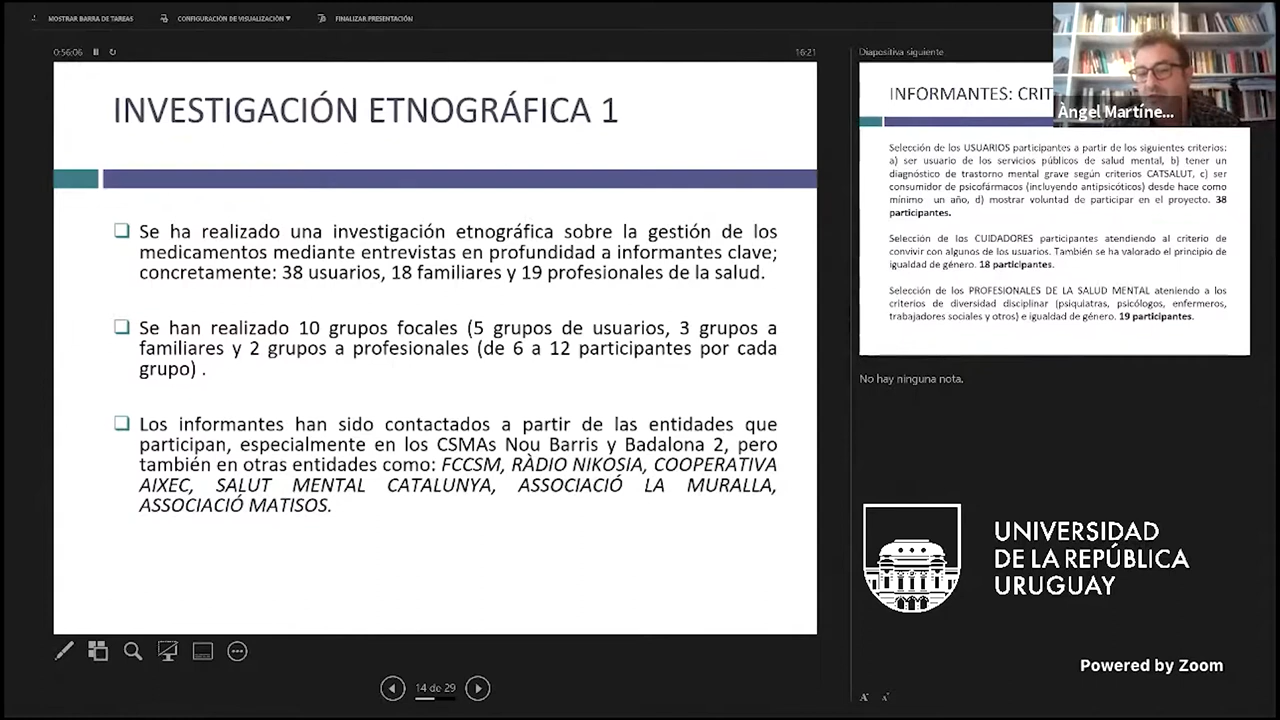 MOSTRAR BARRA DE TAREAS
CONFIGURACIÓN DE VISUALIZACIÓN ▼
FINALIZAR PRESENTACIÓN
0:56:06
16:21
INVESTIGACIÓN ETNOGRÁFICA 1
Se ha realizado una investigación etnográfica sobre la gestión de los
medicamentos mediante entrevistas en profundidad a informantes clave;
concretamente: 38 usuarios, 18 familiares y 19 profesionales de la salud.
Se han realizado 10 grupos focales (5 grupos de usuarios, 3 grupos a
familiares y 2 grupos a profesionales (de 6 a 12 participantes por cada
grupo) .
Los informantes han sido contactados a partir de las entidades que
participan, especialmente en los CSMAs Nou Barris y Badalona 2, pero
también en otras entidades como: FCCSM, RÀDIO NIKOSIA, COOPERATIVA
AIXEC, SALUT MENTAL CATALUNYA, ASSOCIACIÓ LA MURALLA,
ASSOCIACIÓ MATISOS.
14 de 29
Diapositiva siguiente
Àngel Martíne...
INFORMANTES: CRIT
Selección de los USUARIOS participantes a partir de los siguientes criterios:
a) ser usuario de los servicios públicos de salud mental, b) tener un
diagnóstico de trastorno mental grave según criterios CATSALUT, c) ser
consumidor de psicofármacos (incluyendo antipsicóticos) desde hace como
mínimo un año, d) mostrar voluntad de participar en el proyecto. 38
participantes.
Selección de los CUIDADORES participantes atendiendo al criterio de
convivir con algunos de los usuarios. También se ha valorado el principio de
igualdad de género. 18 participantes.
Selección de los PROFESIONALES DE LA SALUD MENTAL ateniendo a los
criterios de diversidad disciplinar (psiquiatras, psicólogos, enfermeros,
trabajadores sociales y otros) e igualdad de género. 19 participantes.
No hay ninguna nota.
UNIVERSIDAD
DE LA REPÚBLICA
URUGUAY
Powered by Zoom
A A